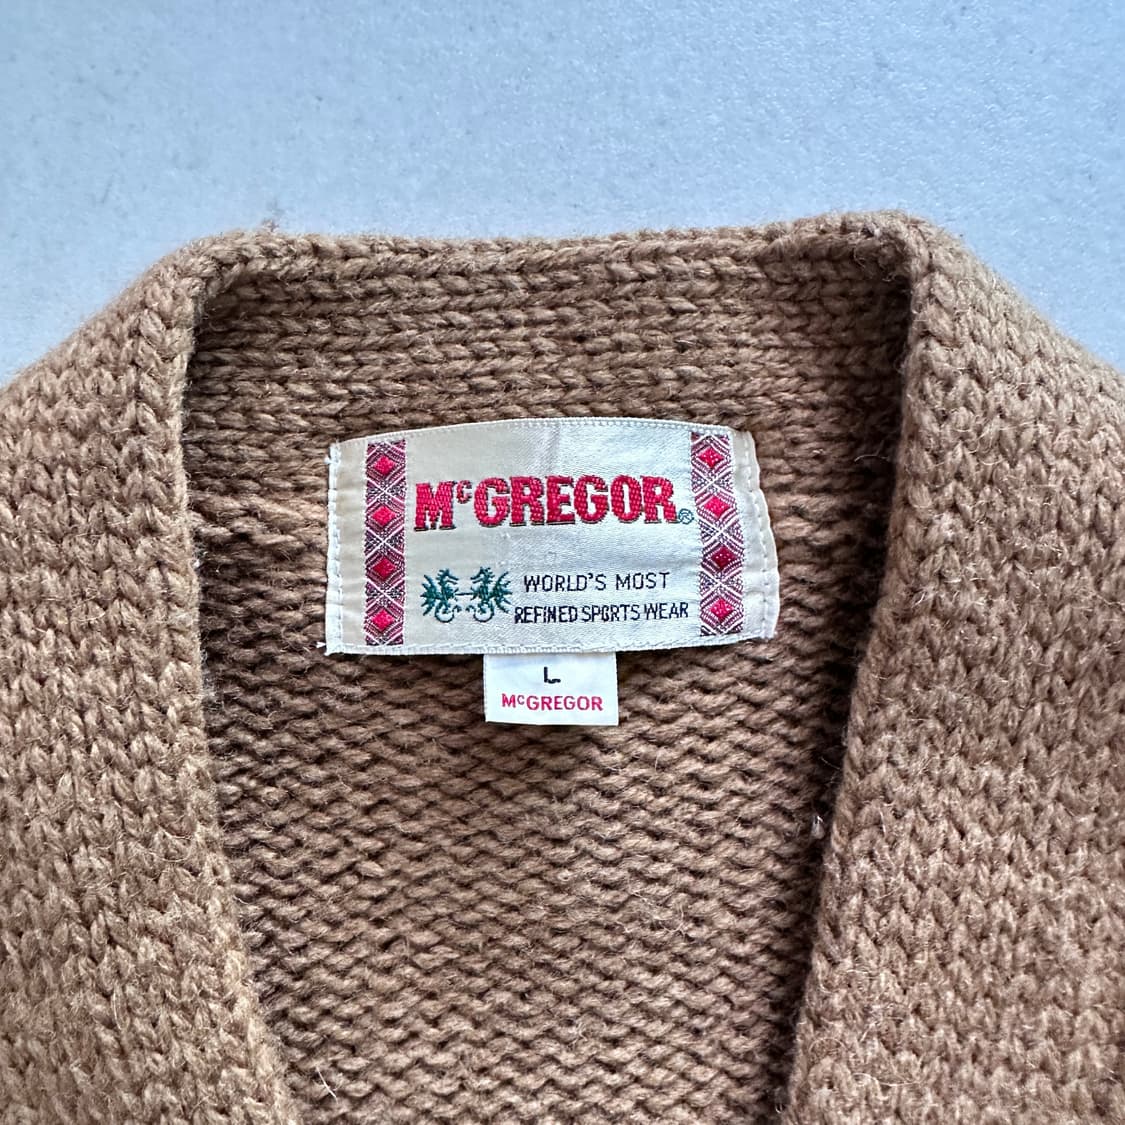 McGREGOR®
WORLD'S MOST
REFINED SPORTS WEAR
L
McGREGOR